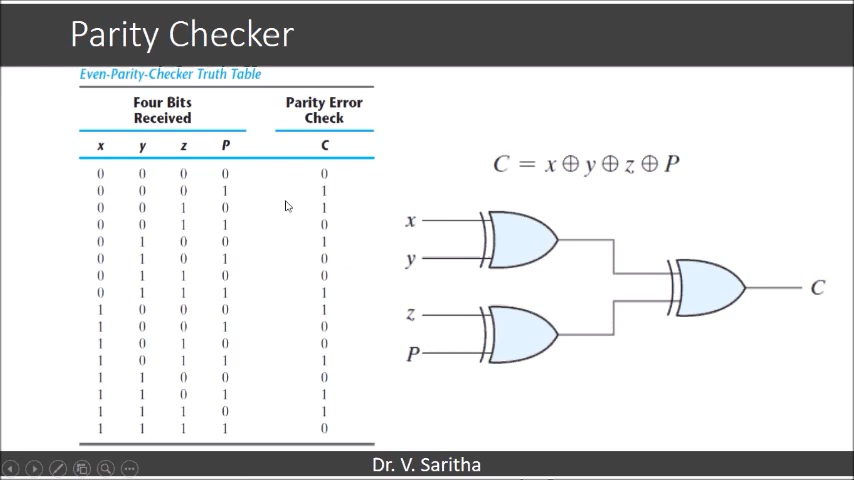 Parity Checker
Even-Parity-Checker Truth Table
Four Bits Received
Parity Error Check
x y z P C
0 0 0 0 0
0 0 0 1 1
0 0 1 0 1
0 0 1 1 0
0 1 0 0 1
0 1 0 1 0
0 1 1 0 0
0 1 1 1 1
1 0 0 0 1
1 0 0 1 0
1 0 1 0 0
1 0 1 1 1
1 1 0 0 0
1 1 0 1 1
1 1 1 0 1
1 1 1 1 0
C = x ⊕ y ⊕ z ⊕ P
x
y
z
P
C
Dr. V. Saritha